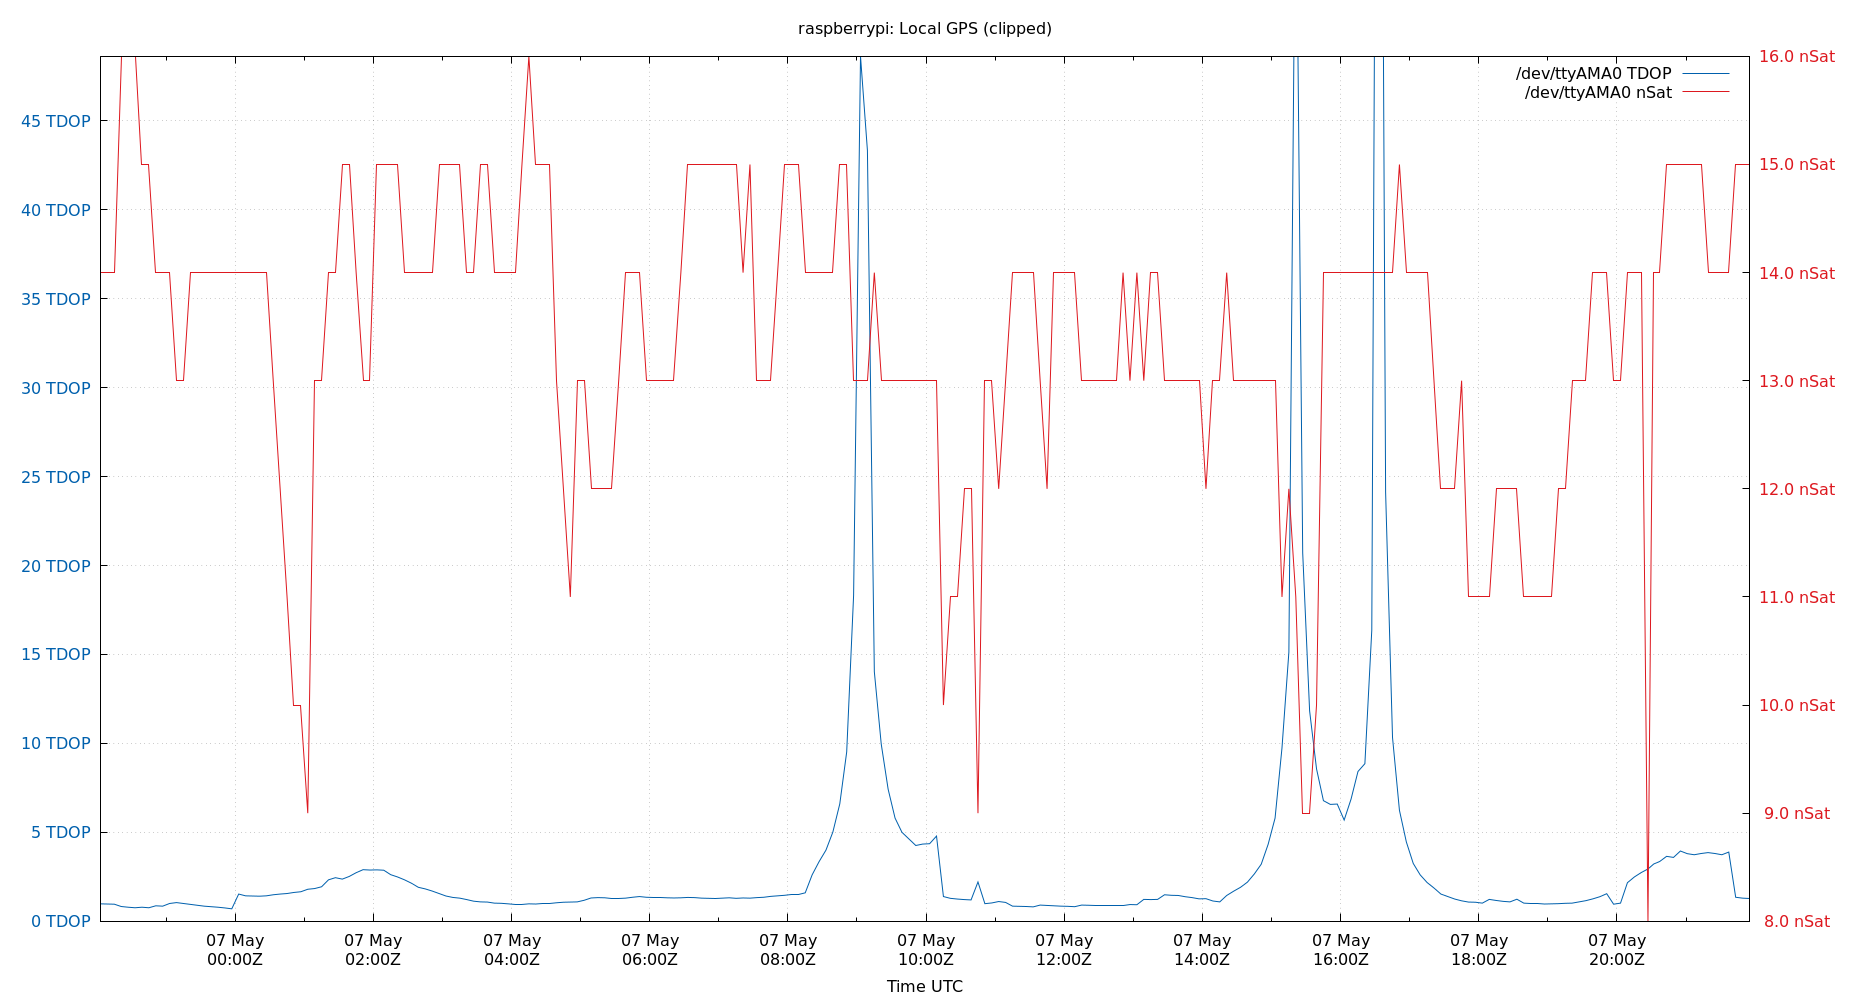 raspberrypi: Local GPS (clipped)
/dev/ttyAMA0 TDOP
/dev/ttyAMA0 nSat
45 TDOP
40 TDOP
35 TDOP
30 TDOP
25 TDOP
20 TDOP
15 TDOP
10 TDOP
5 TDOP
0 TDOP
16.0 nSat
15.0 nSat
14.0 nSat
13.0 nSat
12.0 nSat
11.0 nSat
10.0 nSat
9.0 nSat
8.0 nSat
07 May
00:00Z
07 May
02:00Z
07 May
04:00Z
07 May
06:00Z
07 May
08:00Z
07 May
10:00Z
07 May
12:00Z
07 May
14:00Z
07 May
16:00Z
07 May
18:00Z
07 May
20:00Z
Time UTC